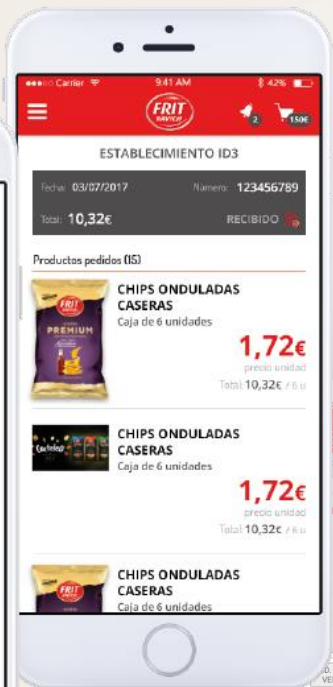 Carrier 9:41 AM 42%
FRIT
RAVICH
2 150€
ESTABLECIMIENTO ID3
Fecha: 03/07/2017 Número: 123456789
Total: 10,32€ RECIBIDO
Productos pedidos (15)
FRIT
PREMIUM
CHIPS ONDULADAS
CASERAS
Caja de 6 unidades
1,72€
precio unidad
Total 10,32€ / 6 u
CHIPS ONDULADAS
CASERAS
Caja de 6 unidades
1,72€
precio unidad
Total 10,32€ / 6 u
FRIT
CHIPS ONDULADAS
CASERAS
Caja de 6 unidades